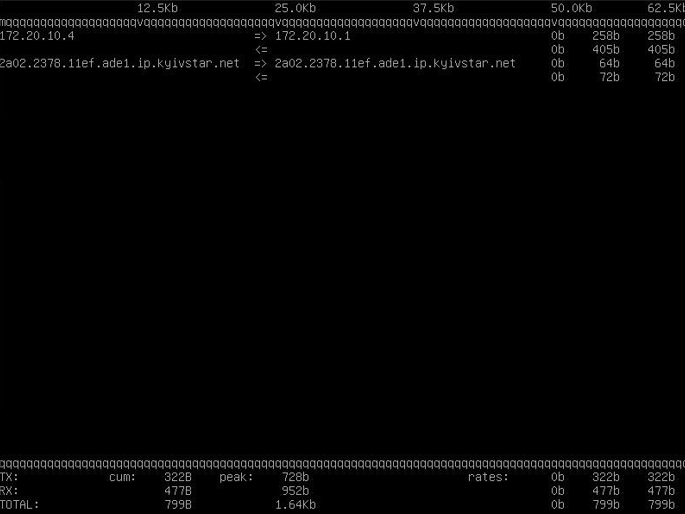 12.5Kb 25.0Kb 37.5Kb 50.0Kb 62.5Kb
mqqqqqqqqqqqqqqqqqqqvqqqqqqqqqqqqqqqqqqqvqqqqqqqqqqqqqqqqqqqvqqqqqqqqqqqqqqqqqqqvqqqqqqqqqqqqqqqqqqq
172.20.10.4 => 172.20.10.1 0b 258b 258b
<= 0b 405b 405b
2a02.2378.11ef.ade1.ip.kyivstar.net => 2a02.2378.11ef.ade1.ip.kyivstar.net 0b 64b 64b
<= 0b 72b 72b
qqqqqqqqqqqqqqqqqqqqqqqqqqqqqqqqqqqqqqqqqqqqqqqqqqqqqqqqqqqqqqqqqqqqqqqqqqqqqqqqqqqqqqqqqqqqqqqqqqqq
TX: cum: 322B peak: 728b rates: 0b 322b 322b
RX: 477B 952b 0b 477b 477b
TOTAL: 799B 1.64Kb 0b 799b 799b